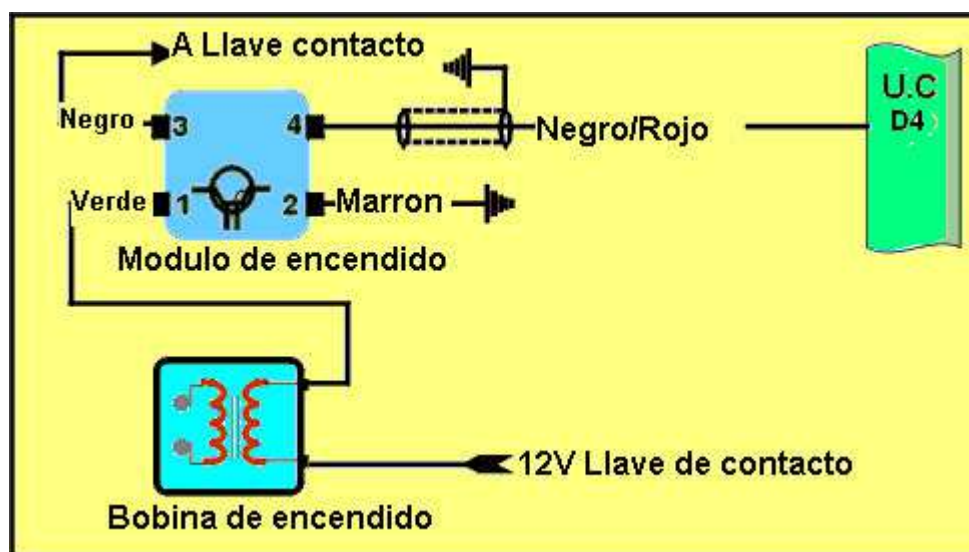 A Llave contacto
U.C
D4
Negro
3
4
Negro/Rojo
Verde
1
2
Marron
Modulo de encendido
12V Llave de contacto
Bobina de encendido